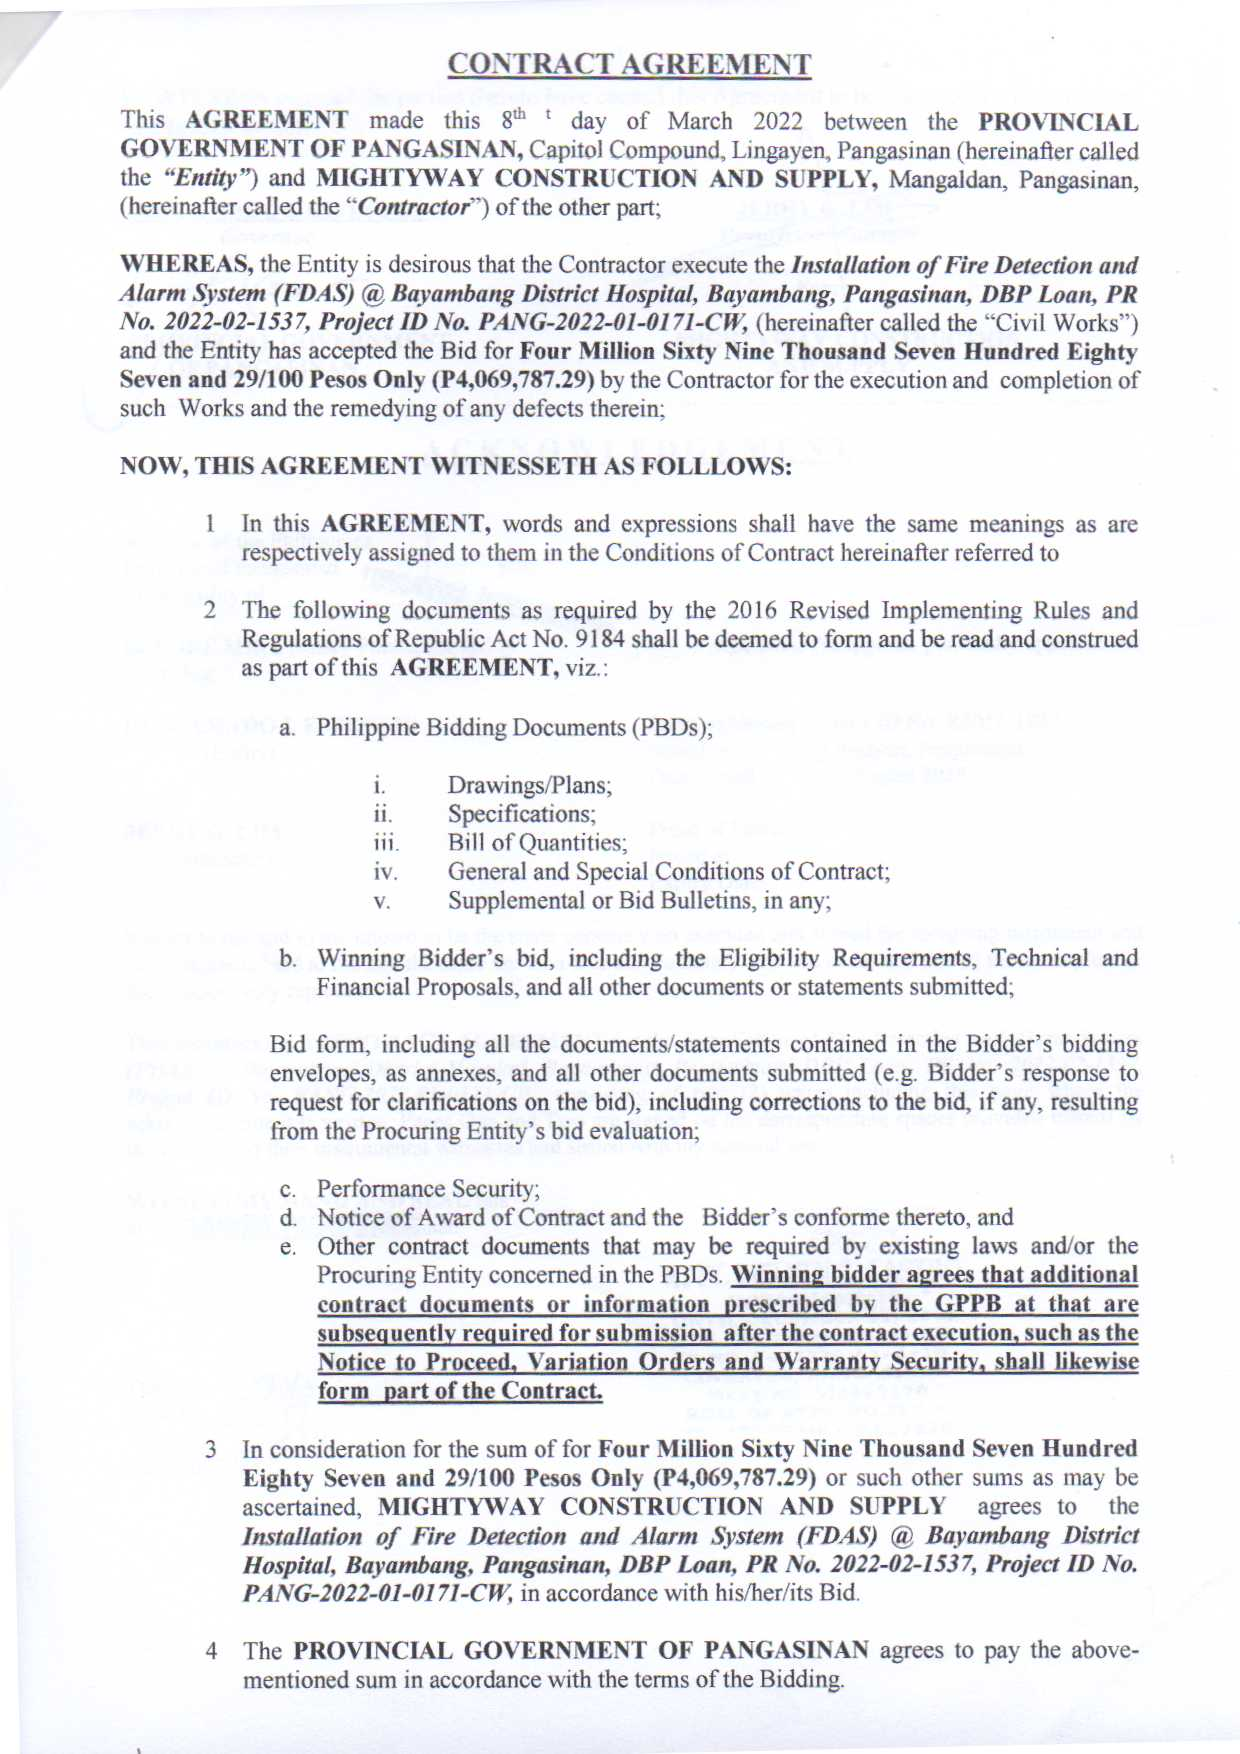 CONTRACT AGREEMENT
This AGREEMENT made this 8th t day of March 2022 between the PROVINCIAL
GOVERNMENT OF PANGASINAN, Capitol Compound, Lingayen, Pangasinan (hereinafter called
the “Entity”) and MIGHTYWAY CONSTRUCTION AND SUPPLY, Mangaldan, Pangasinan,
(hereinafter called the “Contractor”) of the other part;
WHEREAS, the Entity is desirous that the Contractor execute the Installation of Fire Detection and
Alarm System (FDAS) @ Bayambang District Hospital, Bayambang, Pangasinan, DBP Loan, PR
No. 2022-02-1537, Project ID No. PANG-2022-01-0171-CW, (hereinafter called the “Civil Works”)
and the Entity has accepted the Bid for Four Million Sixty Nine Thousand Seven Hundred Eighty
Seven and 29/100 Pesos Only (P4,069,787.29) by the Contractor for the execution and completion of
such Works and the remedying of any defects therein;
NOW, THIS AGREEMENT WITNESSETH AS FOLLLOWS:
1 In this AGREEMENT, words and expressions shall have the same meanings as are
respectively assigned to them in the Conditions of Contract hereinafter referred to
2 The following documents as required by the 2016 Revised Implementing Rules and
Regulations of Republic Act No. 9184 shall be deemed to form and be read and construed
as part of this AGREEMENT, viz.:
a. Philippine Bidding Documents (PBDs);
i. Drawings/Plans;
ii. Specifications;
iii. Bill of Quantities;
iv. General and Special Conditions of Contract;
v. Supplemental or Bid Bulletins, in any;
b. Winning Bidder’s bid, including the Eligibility Requirements, Technical and
Financial Proposals, and all other documents or statements submitted;
Bid form, including all the documents/statements contained in the Bidder’s bidding
envelopes, as annexes, and all other documents submitted (e.g. Bidder’s response to
request for clarifications on the bid), including corrections to the bid, if any, resulting
from the Procuring Entity’s bid evaluation;
c. Performance Security;
d. Notice of Award of Contract and the Bidder’s conforme thereto, and
e. Other contract documents that may be required by existing laws and/or the
Procuring Entity concerned in the PBDs. Winning bidder agrees that additional
contract documents or information prescribed by the GPPB at that are
subsequently required for submission after the contract execution, such as the
Notice to Proceed, Variation Orders and Warranty Security, shall likewise
form part of the Contract.
3 In consideration for the sum of for Four Million Sixty Nine Thousand Seven Hundred
Eighty Seven and 29/100 Pesos Only (P4,069,787.29) or such other sums as may be
ascertained, MIGHTYWAY CONSTRUCTION AND SUPPLY agrees to the
Installation of Fire Detection and Alarm System (FDAS) @ Bayambang District
Hospital, Bayambang, Pangasinan, DBP Loan, PR No. 2022-02-1537, Project ID No.
PANG-2022-01-0171-CW, in accordance with his/her/its Bid.
4 The PROVINCIAL GOVERNMENT OF PANGASINAN agrees to pay the above-
mentioned sum in accordance with the terms of the Bidding.